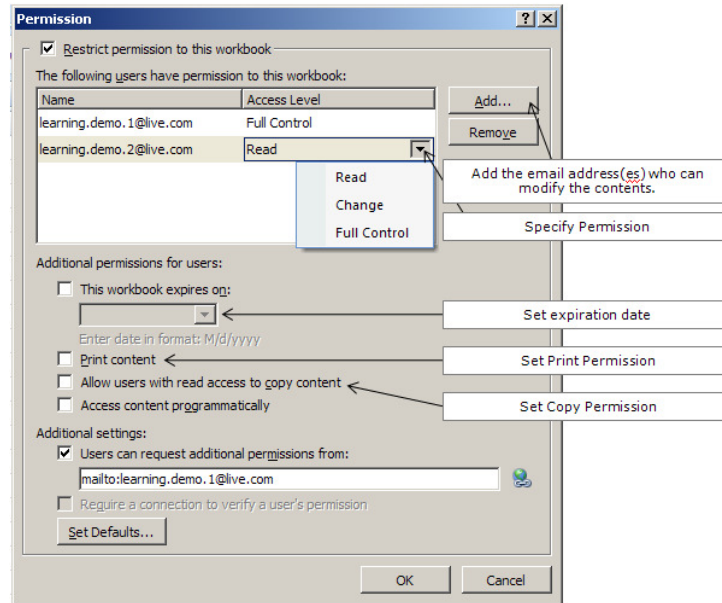 Permission
Restrict permission to this workbook
The following users have permission to this workbook:
Name Access Level
Add...
learning.demo.1@live.com Full Control
Remove
learning.demo.2@live.com Read
Read
Change
Full Control
Add the email address(es) who can
modify the contents.
Specify Permission
Additional permissions for users:
This workbook expires on:
Set expiration date
Enter date in format: M/d/yyyy
Print content
Set Print Permission
Allow users with read access to copy content
Set Copy Permission
Access content programmatically
Additional settings:
Users can request additional permissions from:
mailto:learning.demo.1@live.com
Require a connection to verify a user's permission
Set Defaults...
OK Cancel